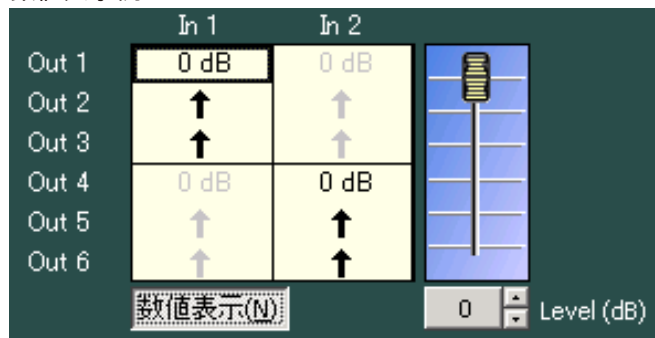 In 1 In 2
Out 1 0 dB 0 dB
Out 2 ↑ ↑
Out 3 ↑ ↑
Out 4 0 dB 0 dB
Out 5 ↑ ↑
Out 6 ↑ ↑
数値表示(N) 0 Level (dB)